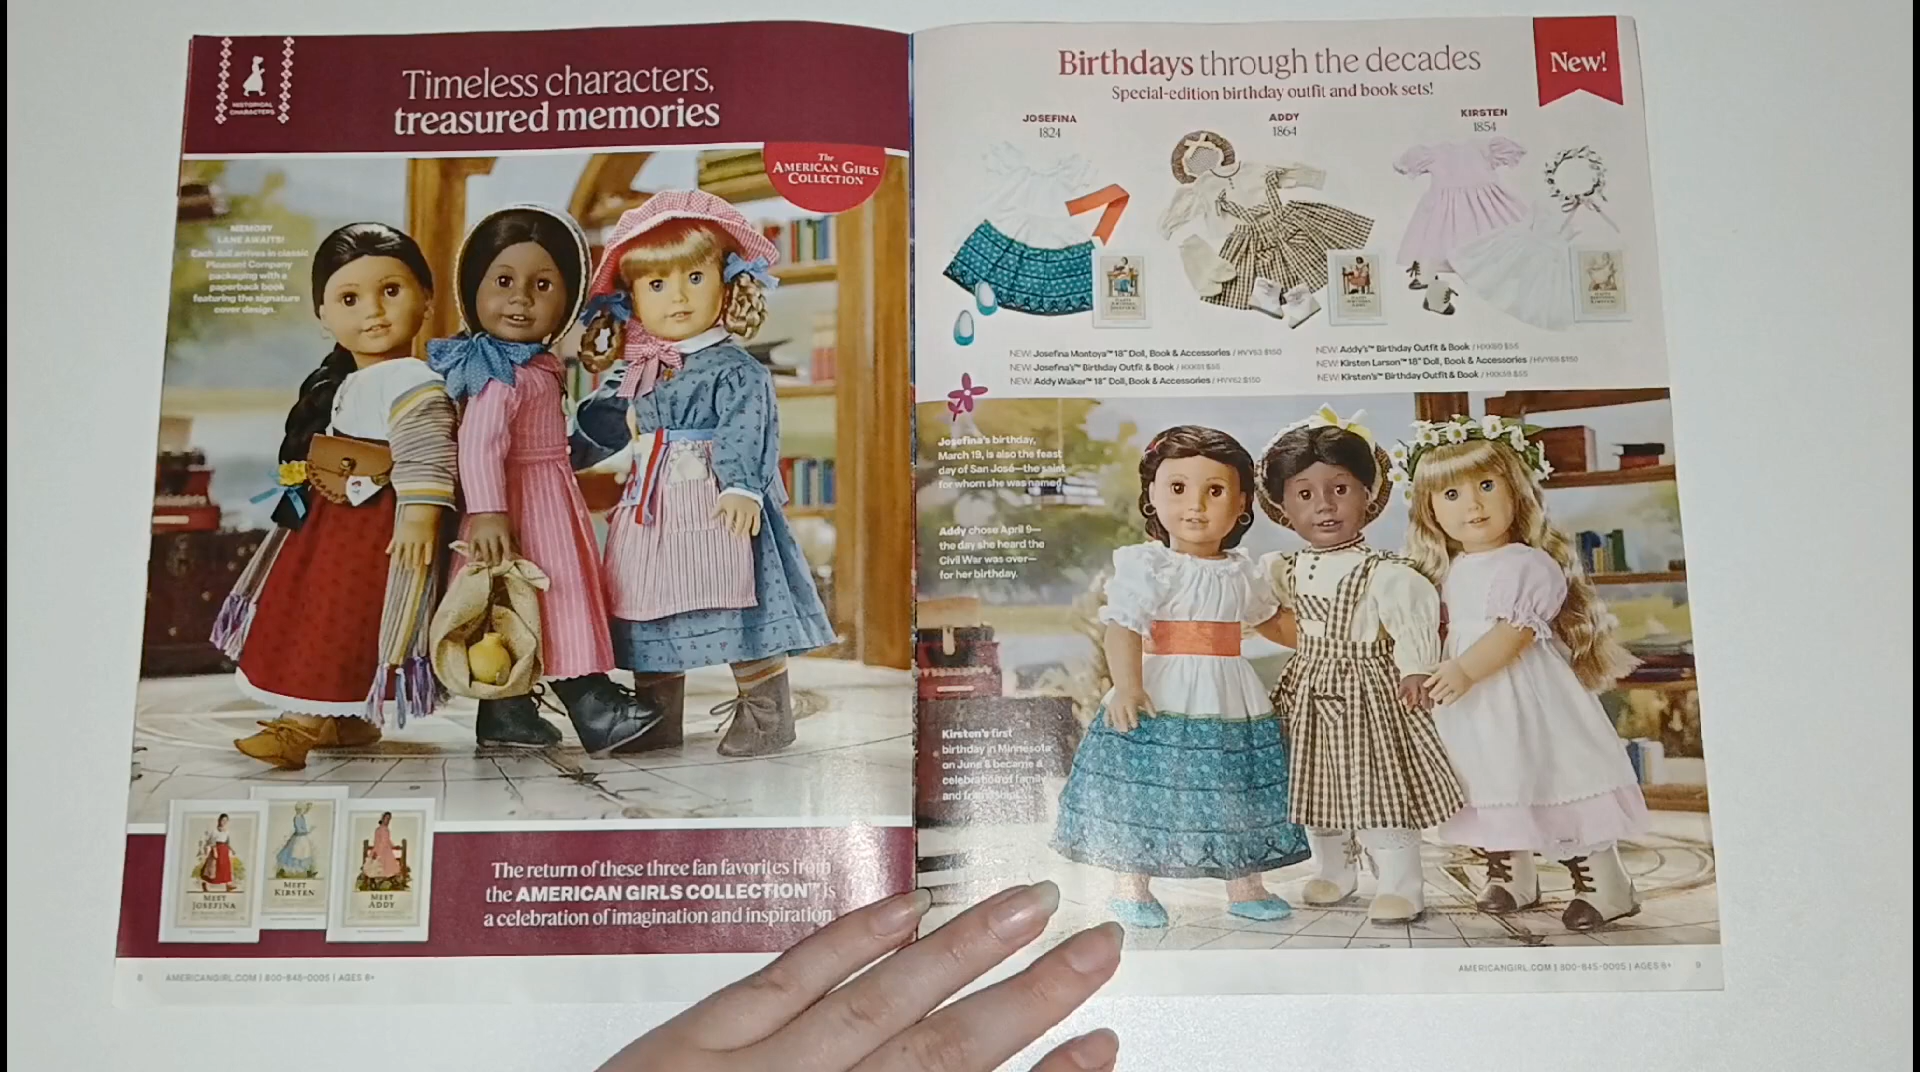 HISTORICAL
CHARACTERS
Timeless characters,
treasured memories
The
AMERICAN GIRLS
COLLECTION
MEMORY
LANE AWAITS!
Each doll arrives in classic
Pleasant Company
packaging with a
paperback book
featuring the signature
cover design.
MEET
JOSEFINA
MEET
KIRSTEN
MEET
ADDY
The return of these three fan favorites from
the AMERICAN GIRLS COLLECTION™ is
a celebration of imagination and inspiration.
8 AMERICANGIRL.COM | 800-845-0005 | AGES 8+
Birthdays through the decades
Special-edition birthday outfit and book sets!
New!
JOSEFINA
1824
ADDY
1864
KIRSTEN
1854
NEW! Josefina Montoya™ 18" Doll, Book & Accessories / $150
NEW! Josefina's™ Birthday Outfit & Book / $55
NEW! Addy Walker™ 18" Doll, Book & Accessories / HVY62 $150
NEW! Addy's™ Birthday Outfit & Book / $55
NEW! Kirsten Larson™ 18" Doll, Book & Accessories / $150
NEW! Kirsten's™ Birthday Outfit & Book / $55
Josefina's birthday,
March 19, is also the feast
day of San José—the saint
for whom she was named.
Addy chose April 9—
the day she heard the
Civil War was over—
for her birthday.
Kirsten's first
birthday in Minnesota
on June 8 became a
celebration of family
and friendship.
AMERICANGIRL.COM | 800-845-0005 | AGES 8+ 9